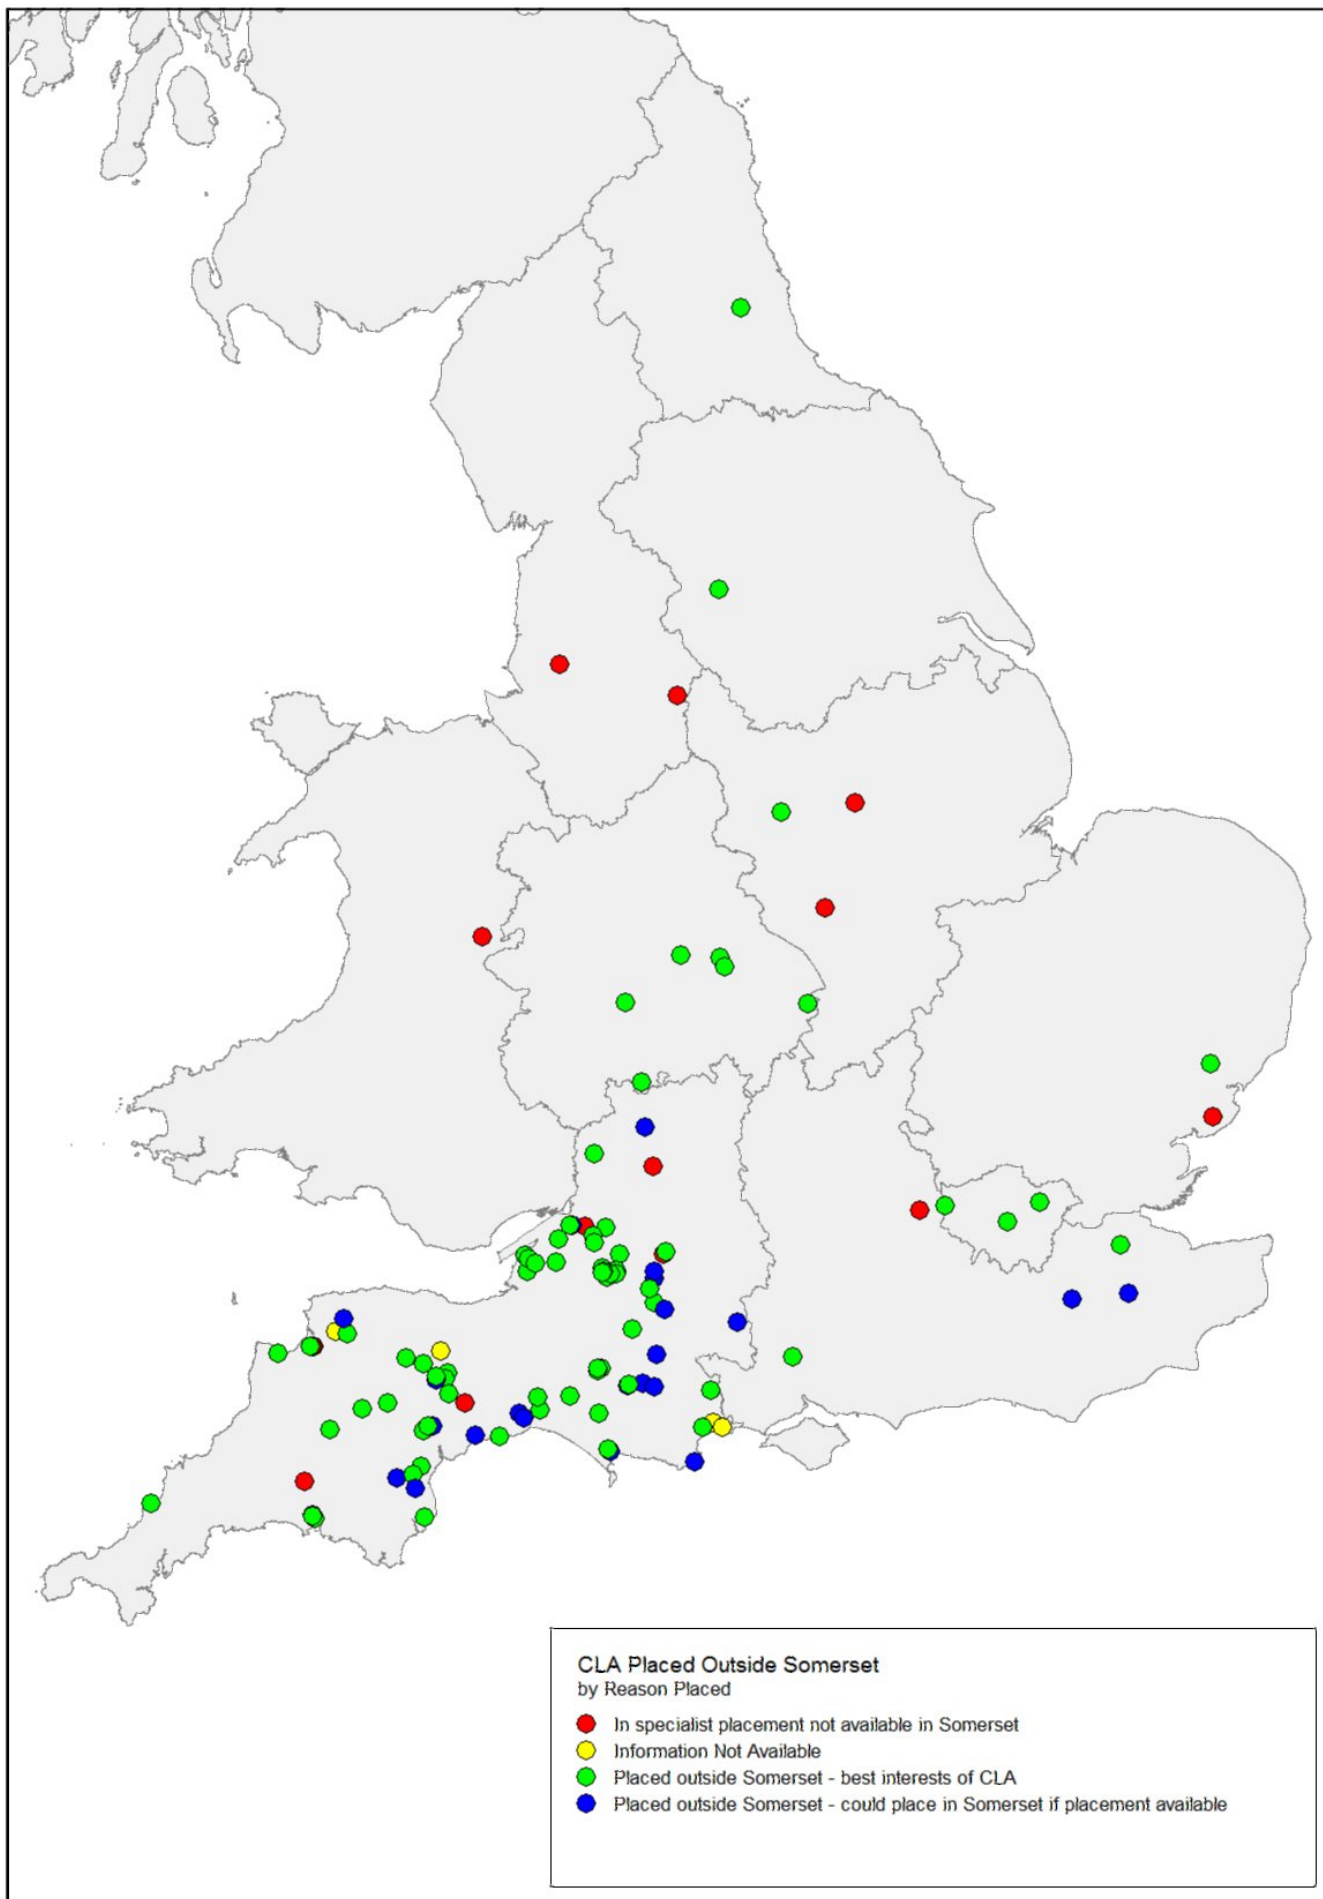 CLA Placed Outside Somerset
by Reason Placed
In specialist placement not available in Somerset
Information Not Available
Placed outside Somerset - best interests of CLA
Placed outside Somerset - could place in Somerset if placement available